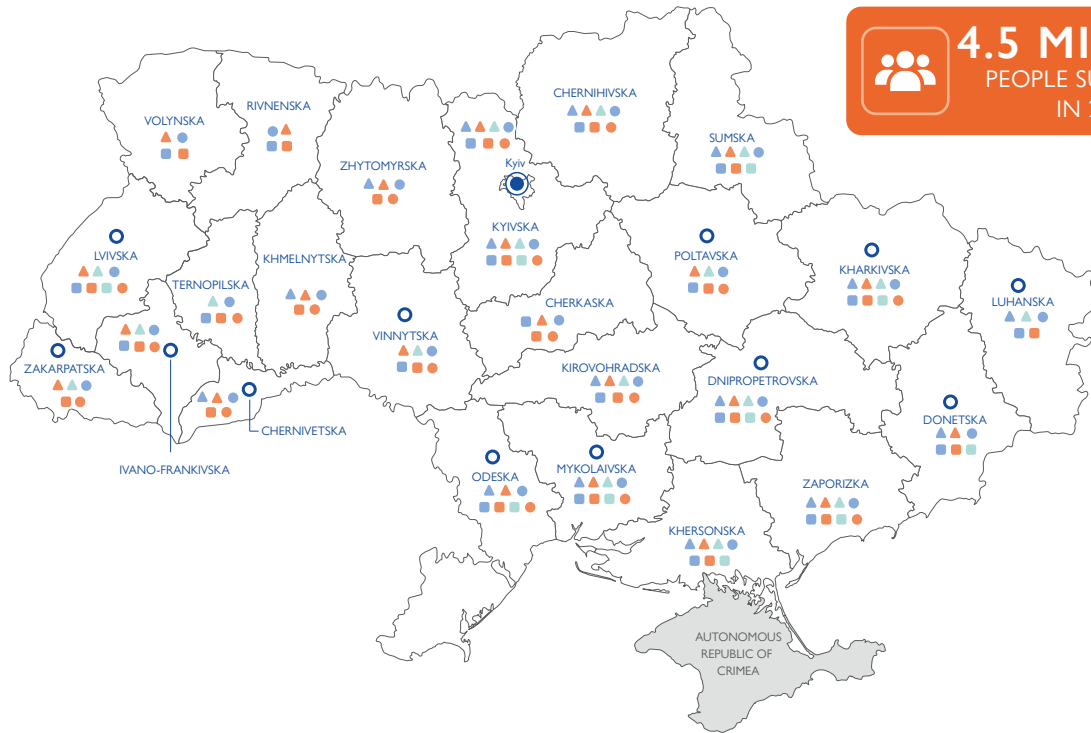 4.5 MI
PEOPLE SU
IN
CHERNIHIVSKA
RIVNENSKA
VOLYNSKA
SUMSKA
ZHYTOMYRSKA
Kyiv
KYIVSKA
LVIVSKA
TERNOPILSKA
KHMELNYTSKA
POLTAVSKA
KHARKIVSKA
LUHANSKA
CHERKASKA
VINNYTSKA
ZAKARPATSKA
KIROVOHRADSKA
DNIPROPETROVSKA
DONETSKA
CHERNIVETSKA
IVANO-FRANKIVSKA
ODESKA
MYKOLAIVSKA
ZAPORIZKA
KHERSONSKA
AUTONOMOUS
REPUBLIC OF
CRIMEA